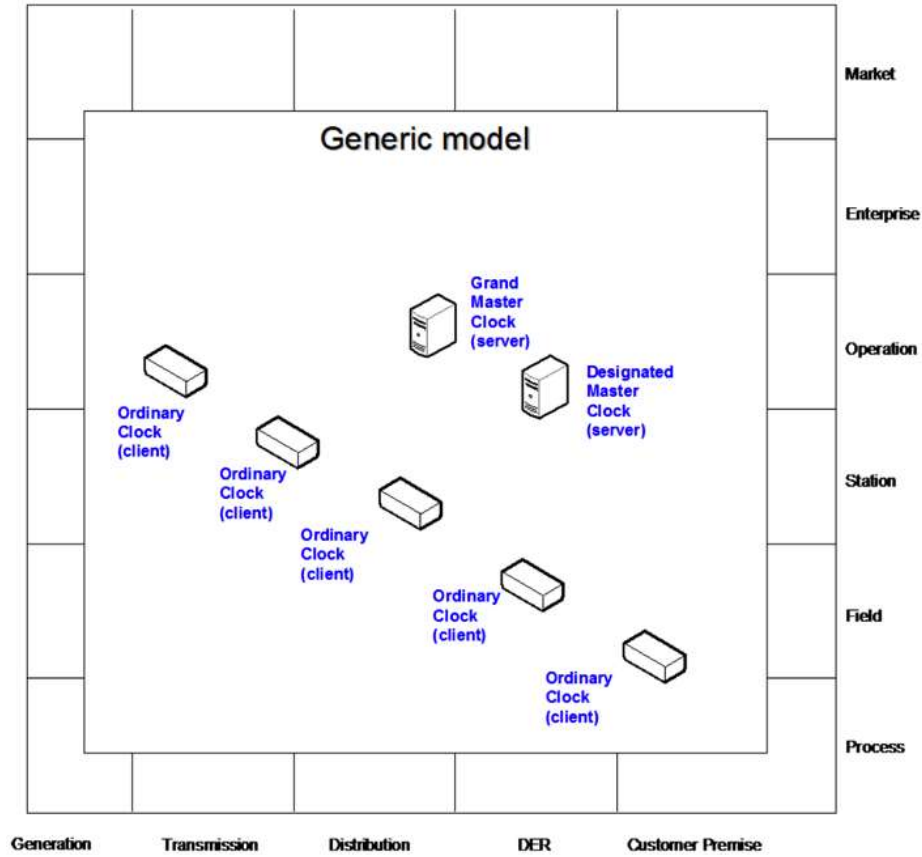 Market
Generic model
Enterprise
Grand
Master
Clock
(server)
Operation
Designated
Master
Clock
(server)
Ordinary
Clock
(client)
Ordinary
Clock
(client)
Station
Ordinary
Clock
(client)
Ordinary
Clock
(client)
Field
Ordinary
Clock
(client)
Process
Generation Transmission Distribution DER Customer Premise